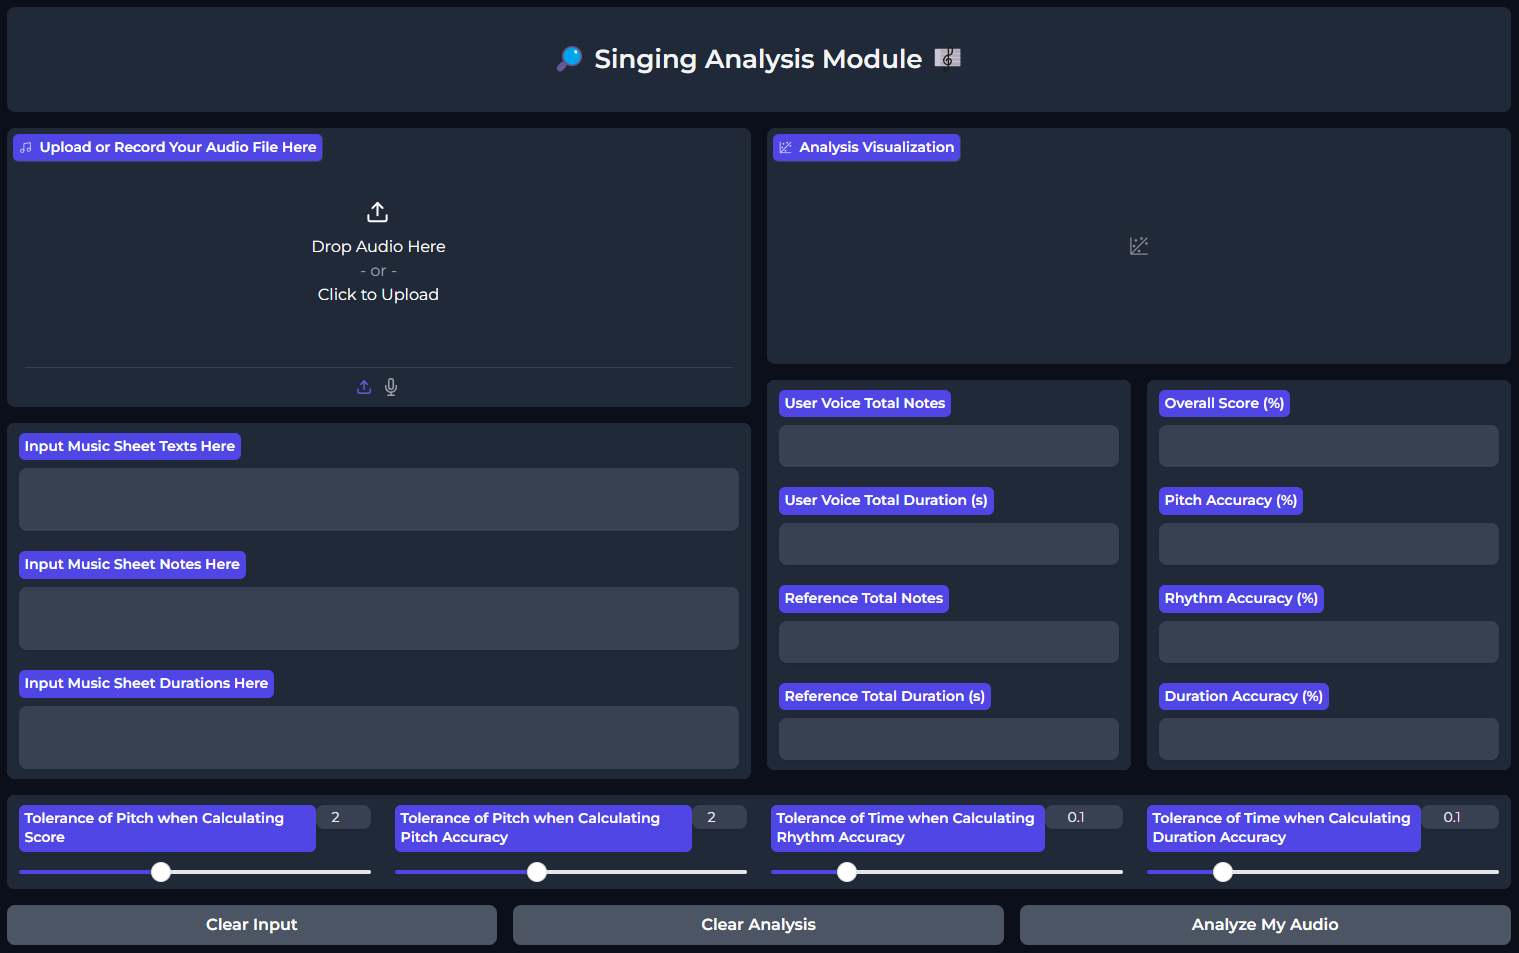 Singing Analysis Module
Upload or Record Your Audio File Here
Drop Audio Here
- or -
Click to Upload
Analysis Visualization
Input Music Sheet Texts Here
Input Music Sheet Notes Here
Input Music Sheet Durations Here
User Voice Total Notes
User Voice Total Duration (s)
Reference Total Notes
Reference Total Duration (s)
Overall Score (%)
Pitch Accuracy (%)
Rhythm Accuracy (%)
Duration Accuracy (%)
Tolerance of Pitch when Calculating
Score
2
Tolerance of Pitch when Calculating
Pitch Accuracy
2
Tolerance of Time when Calculating
Rhythm Accuracy
0.1
Tolerance of Time when Calculating
Duration Accuracy
0.1
Clear Input
Clear Analysis
Analyze My Audio